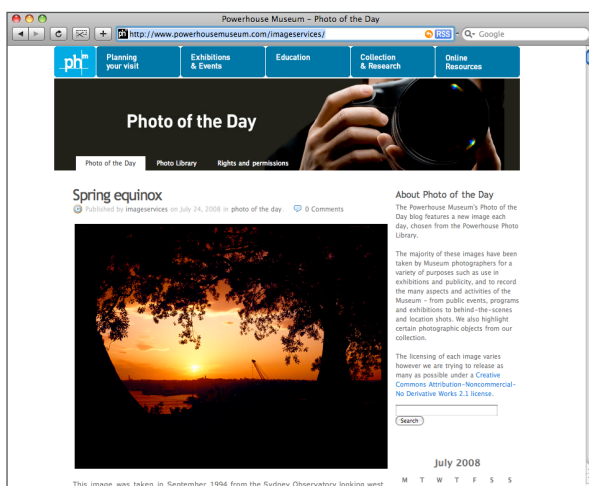 Powerhouse Museum – Photo of the Day
http://www.powerhousemuseum.com/imageservices/
RSS
Google
phm
Planning
your visit
Exhibitions
& Events
Education
Collection
& Research
Online
Resources
Photo of the Day
Photo of the Day
Photo Library
Rights and permissions
Spring equinox
Published by imageservices on July 24, 2008 in photo of the day.
0 Comments
This image was taken in September 1994 from the Sydney Observatory looking west
About Photo of the Day
The Powerhouse Museum's Photo of the
Day blog features a new image each
day, chosen from the Powerhouse Photo
Library.
The majority of these images have been
taken by Museum photographers for a
variety of purposes such as use in
exhibitions and publicity, and to record
the many aspects and activities of the
Museum – from public events, programs
and exhibitions to behind-the-scenes
and location shots. We also highlight
certain photographic objects from our
collection.
The licensing of each image varies
however we are trying to release as
many as possible under a Creative
Commons Attribution-Noncommercial-
No Derivative Works 2.1 license.
Search
July 2008
M T W T F S S